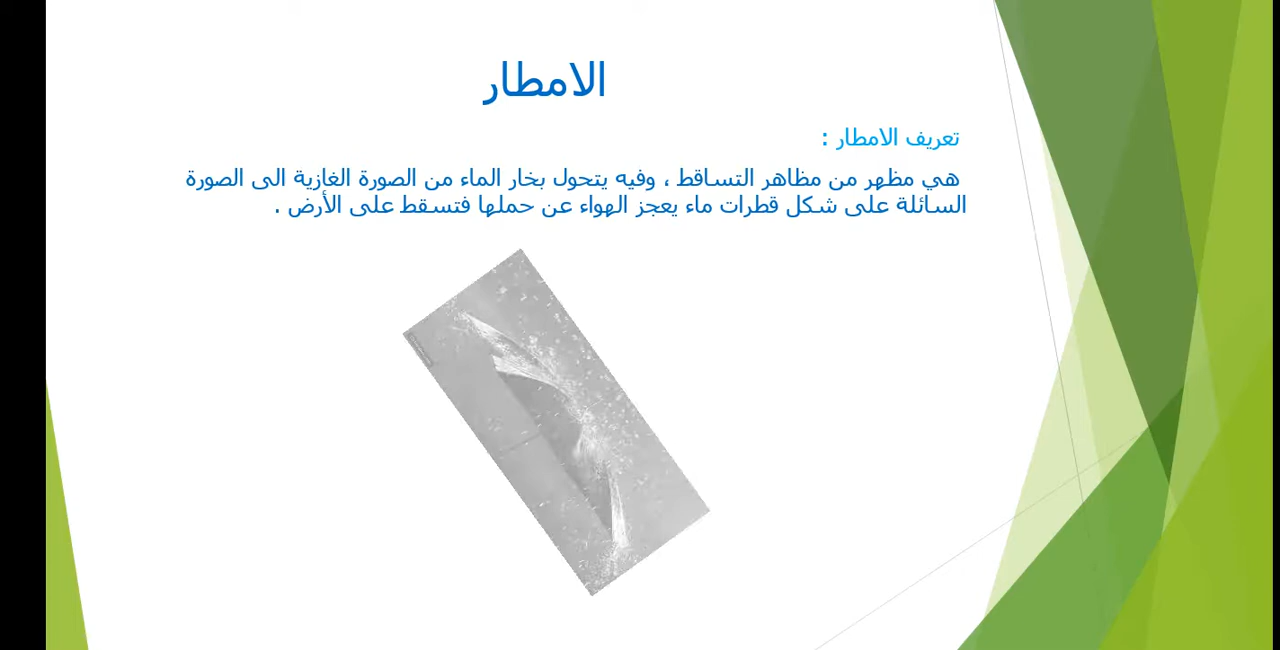 الامطار
تعريف الامطار :
هي مظهر من مظاهر التساقط ، وفيه يتحول بخار الماء من الصورة الغازية الى الصورة
السائلة على شكل قطرات ماء يعجز الهواء عن حملها فتسقط على الأرض .